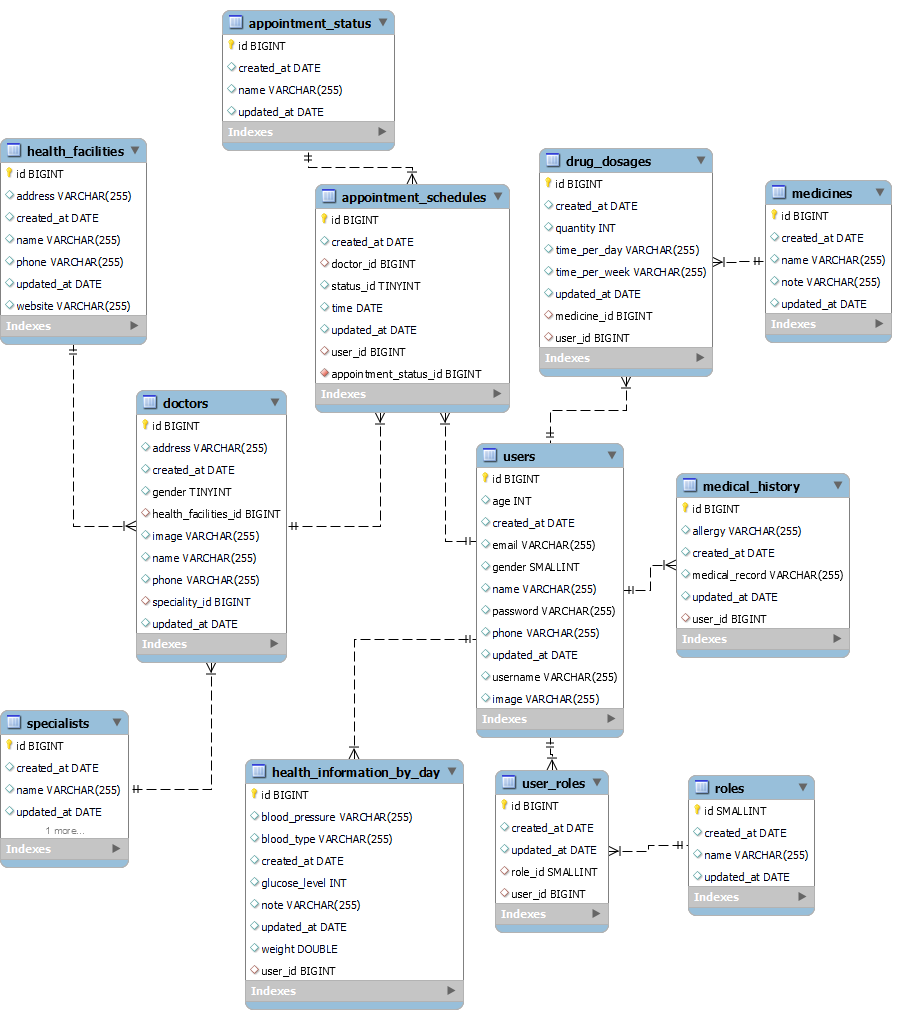 appointment_status
id BIGINT
created_at DATE
name VARCHAR(255)
updated_at DATE
Indexes
health_facilities
id BIGINT
address VARCHAR(255)
created_at DATE
name VARCHAR(255)
phone VARCHAR(255)
updated_at DATE
website VARCHAR(255)
Indexes
appointment_schedules
id BIGINT
created_at DATE
doctor_id BIGINT
status_id TINYINT
time DATE
updated_at DATE
user_id BIGINT
appointment_status_id BIGINT
Indexes
drug_dosages
id BIGINT
created_at DATE
quantity INT
time_per_day VARCHAR(255)
time_per_week VARCHAR(255)
updated_at DATE
medicine_id BIGINT
user_id BIGINT
Indexes
medicines
id BIGINT
created_at DATE
name VARCHAR(255)
note VARCHAR(255)
updated_at DATE
Indexes
doctors
id BIGINT
address VARCHAR(255)
created_at DATE
gender TINYINT
health_facilities_id BIGINT
image VARCHAR(255)
name VARCHAR(255)
phone VARCHAR(255)
speciality_id BIGINT
updated_at DATE
Indexes
users
id BIGINT
age INT
created_at DATE
email VARCHAR(255)
gender SMALLINT
name VARCHAR(255)
password VARCHAR(255)
phone VARCHAR(255)
updated_at DATE
username VARCHAR(255)
image VARCHAR(255)
Indexes
medical_history
id BIGINT
allergy VARCHAR(255)
created_at DATE
medical_record VARCHAR(255)
updated_at DATE
user_id BIGINT
Indexes
specialists
id BIGINT
created_at DATE
name VARCHAR(255)
updated_at DATE
1 more...
Indexes
health_information_by_day
id BIGINT
blood_pressure VARCHAR(255)
blood_type VARCHAR(255)
created_at DATE
glucose_level INT
note VARCHAR(255)
updated_at DATE
weight DOUBLE
user_id BIGINT
Indexes
user_roles
id BIGINT
created_at DATE
updated_at DATE
role_id SMALLINT
user_id BIGINT
Indexes
roles
id SMALLINT
created_at DATE
name VARCHAR(255)
updated_at DATE
Indexes